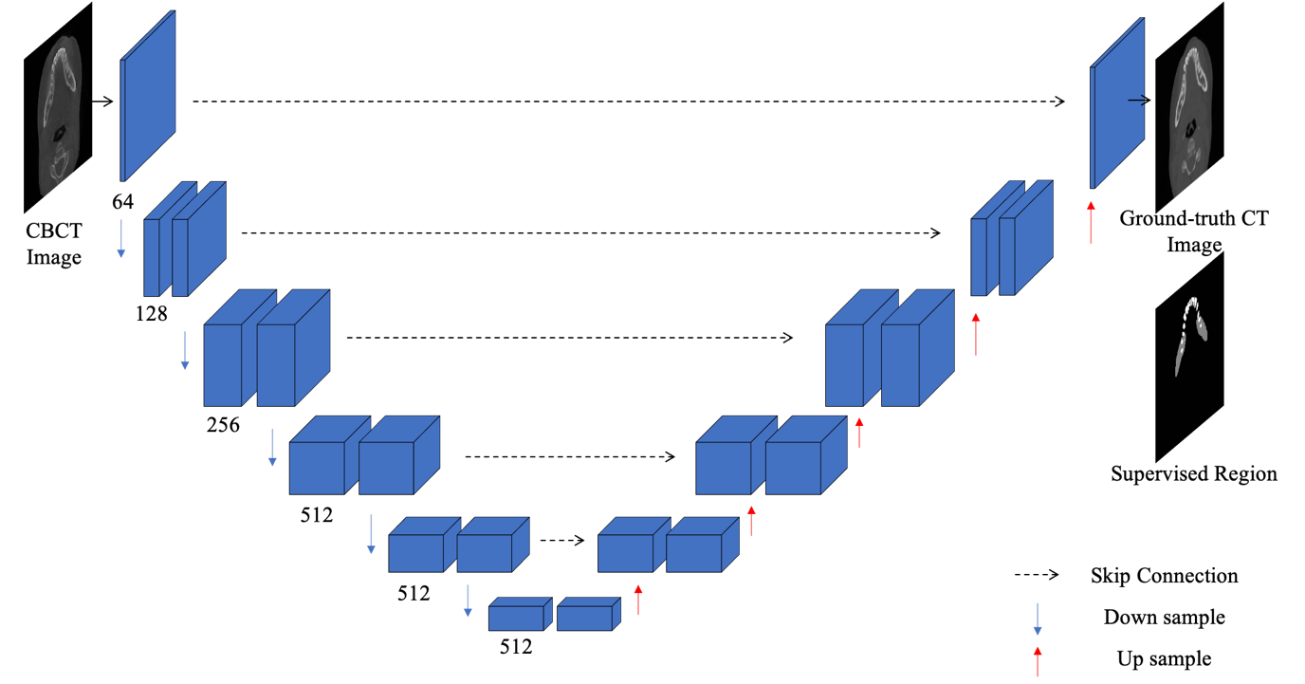 64
CBCT
Image
128
256
512
512
512
Ground-truth CT
Image
Supervised Region
Skip Connection
Down sample
Up sample